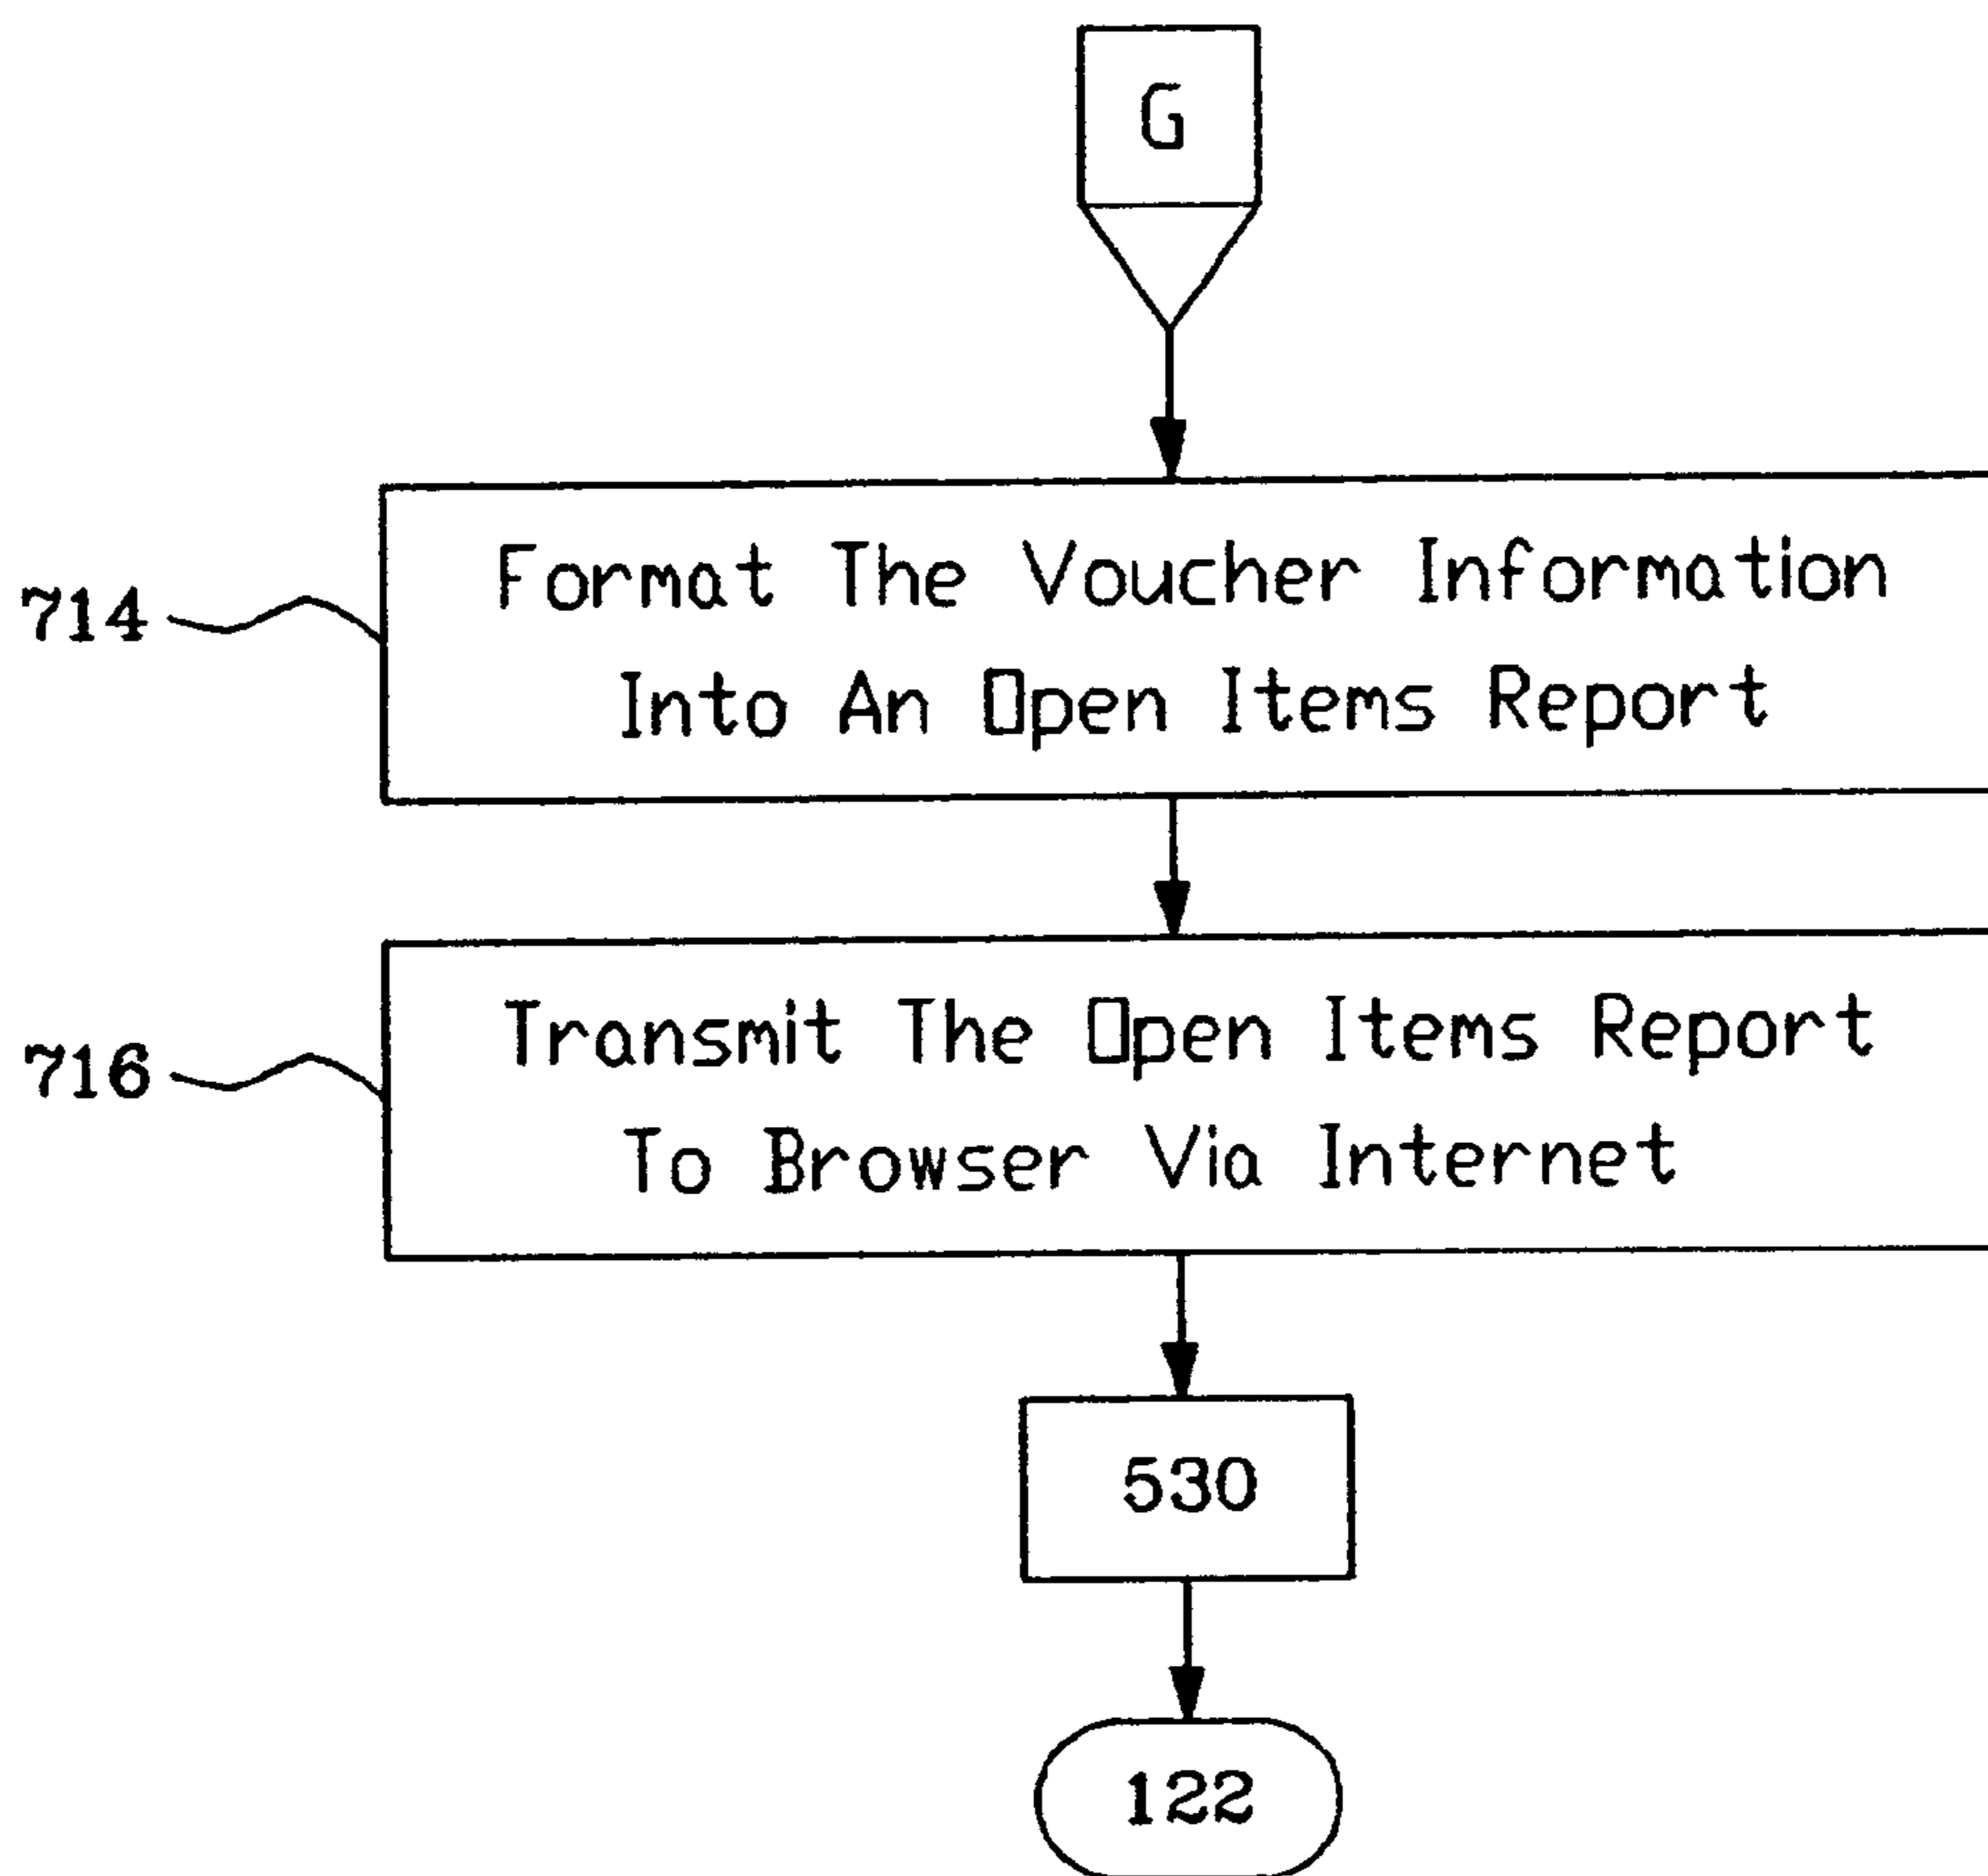 G
714
Format The Voucher Information
Into An Open Items Report
716
Transmit The Open Items Report
To Browser Via Internet
530
122